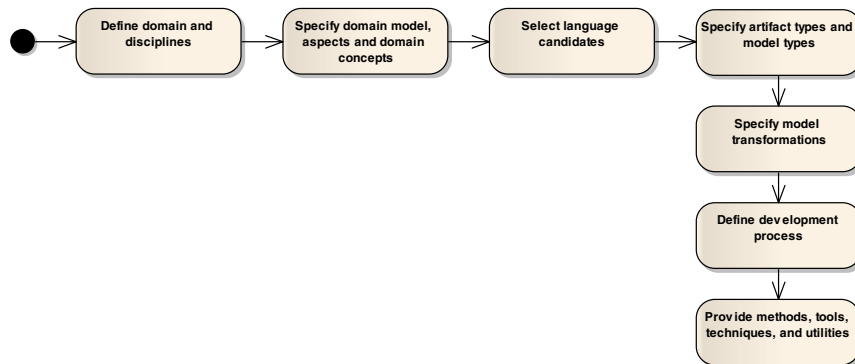 Define domain and
disciplines
Specify domain model,
aspects and domain
concepts
Select language
candidates
Specify artifact types and
model types
Specify model
transformations
Define development
process
Provide methods, tools,
techniques, and utilities